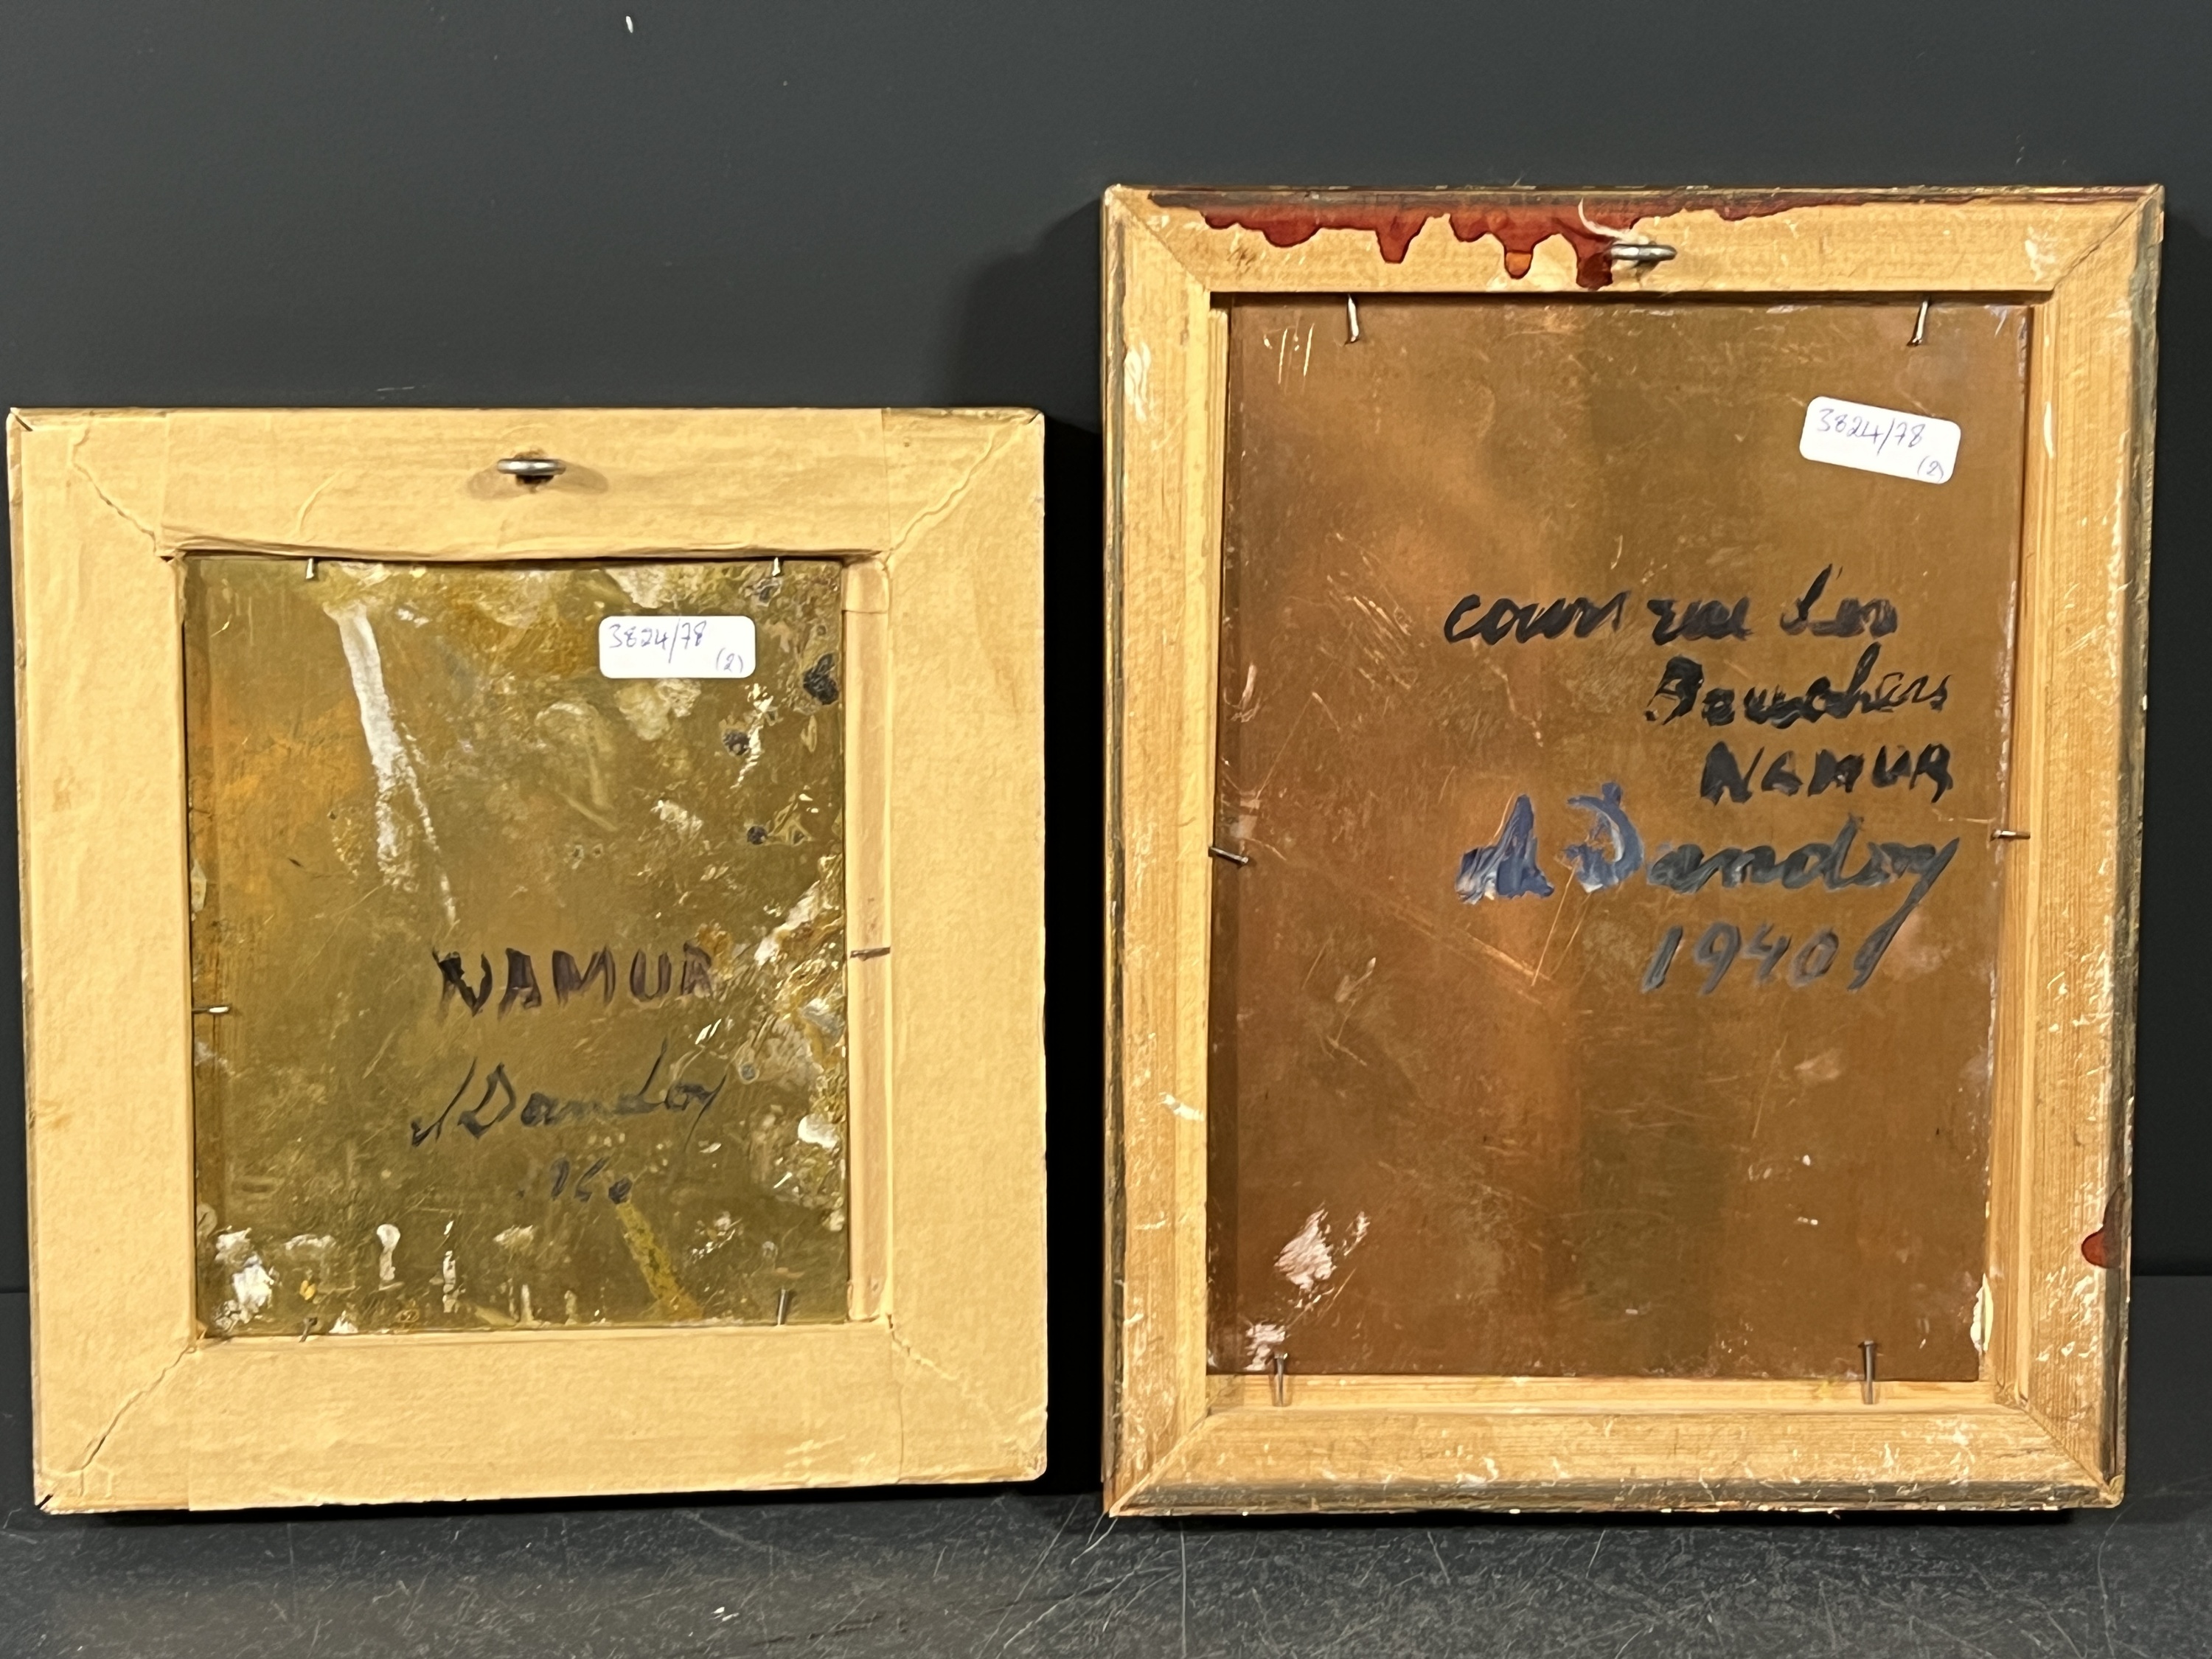 3824/78
(2)
NAMUR
Dandoy
3824/78
(2)
cour rue des
Bouchers
NAMUR
A Dandoy
1940